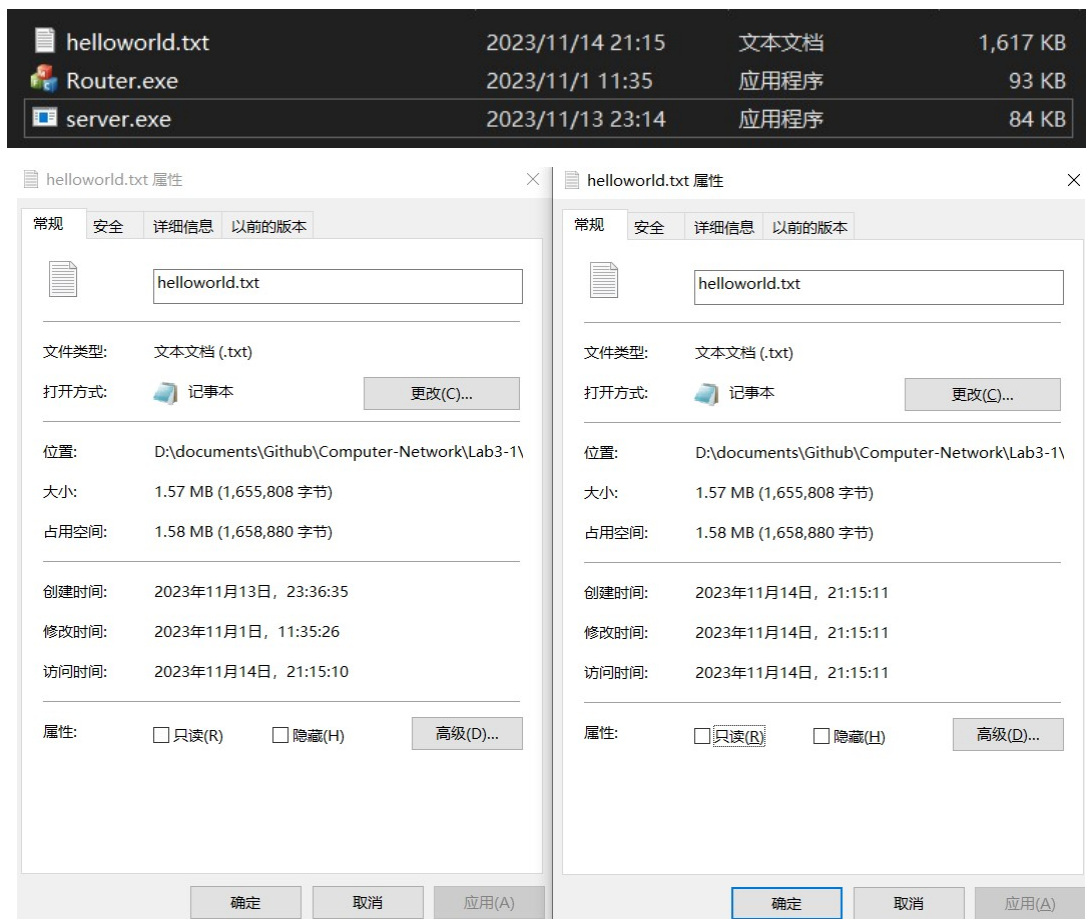 helloworld.txt 2023/11/14 21:15 文本文档 1,617 KB
Router.exe 2023/11/1 11:35 应用程序 93 KB
server.exe 2023/11/13 23:14 应用程序 84 KB
helloworld.txt 属性
常规 安全 详细信息 以前的版本
helloworld.txt
文件类型: 文本文档 (.txt)
打开方式: 记事本 更改(C)...
位置: D:\documents\Github\Computer-Network\Lab3-1\
大小: 1.57 MB (1,655,808 字节)
占用空间: 1.58 MB (1,658,880 字节)
创建时间: 2023年11月13日，23:36:35
修改时间: 2023年11月1日，11:35:26
访问时间: 2023年11月14日，21:15:10
属性: 只读(R) 隐藏(H) 高级(D)...
确定 取消 应用(A)
helloworld.txt 属性
常规 安全 详细信息 以前的版本
helloworld.txt
文件类型: 文本文档 (.txt)
打开方式: 记事本 更改(C)...
位置: D:\documents\Github\Computer-Network\Lab3-1\
大小: 1.57 MB (1,655,808 字节)
占用空间: 1.58 MB (1,658,880 字节)
创建时间: 2023年11月14日，21:15:11
修改时间: 2023年11月14日，21:15:11
访问时间: 2023年11月14日，21:15:11
属性: 只读(R) 隐藏(H) 高级(D)...
确定 取消 应用(A)